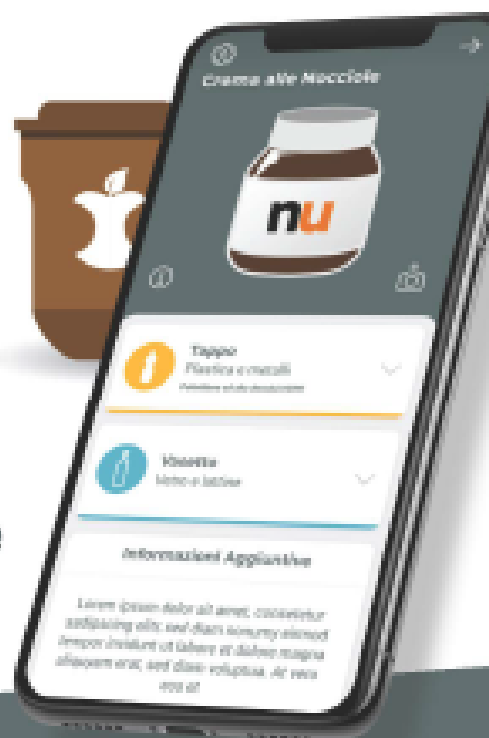 Crema alle Nocciole
nu
Tappo
Plastica e metalli
Vasetto
Vetro e lattine
Informazioni Aggiuntive
Lorem ipsum dolor sit amet, consetetur
sadipscing elitr, sed diam nonumy eirmod
tempor invidunt ut labore et dolore magna
aliquyam erat, sed diam voluptua. At vero
eos et